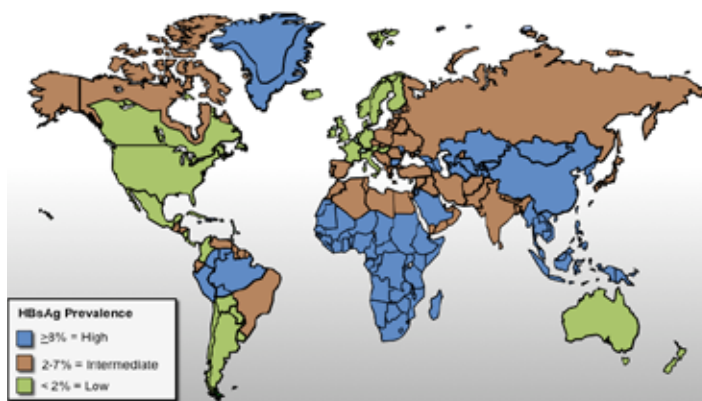 HBsAg Prevalence
≥8% = High
2-7% = Intermediate
< 2% = Low